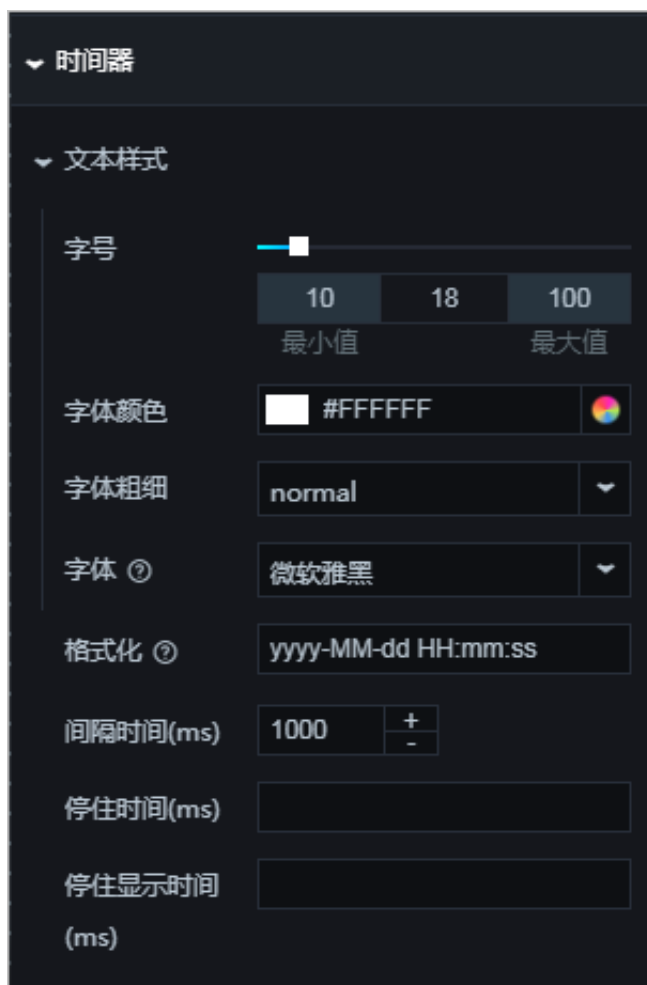 时间器
文本样式
字号
10 18 100
最小值 最大值
字体颜色 #FFFFFF
字体粗细 normal
字体 ? 微软雅黑
格式化 ? yyyy-MM-dd HH:mm:ss
间隔时间(ms) 1000 + -
停住时间(ms)
停住显示时间
(ms)